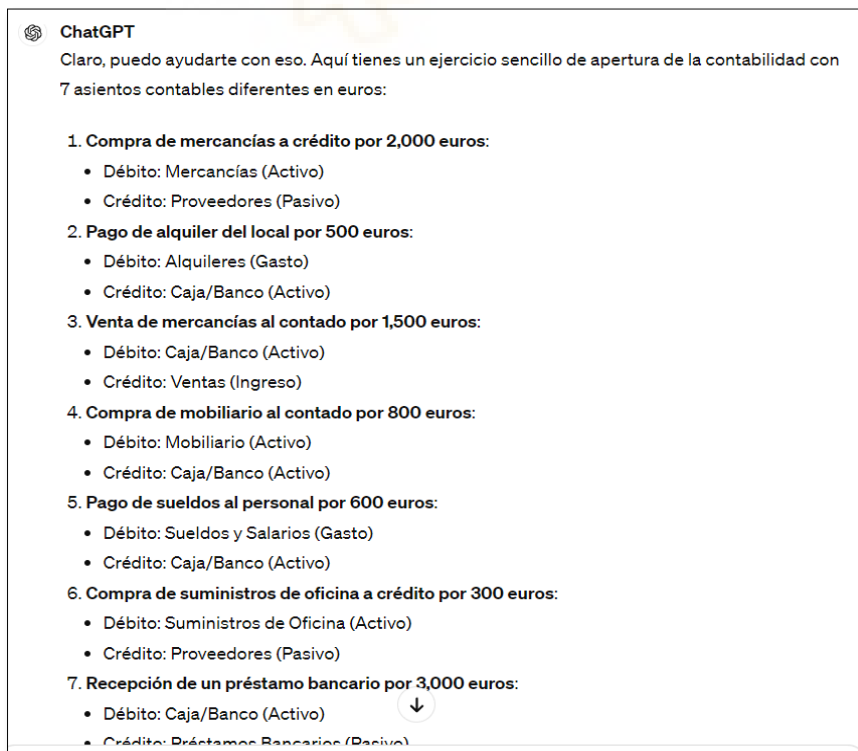 ChatGPT
Claro, puedo ayudarte con eso. Aquí tienes un ejercicio sencillo de apertura de la contabilidad con
7 asientos contables diferentes en euros:
1. Compra de mercancías a crédito por 2,000 euros:
• Débito: Mercancías (Activo)
• Crédito: Proveedores (Pasivo)
2. Pago de alquiler del local por 500 euros:
• Débito: Alquileres (Gasto)
• Crédito: Caja/Banco (Activo)
3. Venta de mercancías al contado por 1,500 euros:
• Débito: Caja/Banco (Activo)
• Crédito: Ventas (Ingreso)
4. Compra de mobiliario al contado por 800 euros:
• Débito: Mobiliario (Activo)
• Crédito: Caja/Banco (Activo)
5. Pago de sueldos al personal por 600 euros:
• Débito: Sueldos y Salarios (Gasto)
• Crédito: Caja/Banco (Activo)
6. Compra de suministros de oficina a crédito por 300 euros:
• Débito: Suministros de Oficina (Activo)
• Crédito: Proveedores (Pasivo)
7. Recepción de un préstamo bancario por 3,000 euros:
• Débito: Caja/Banco (Activo)
• Crédito: Préstamos Bancarios (Pasivo)